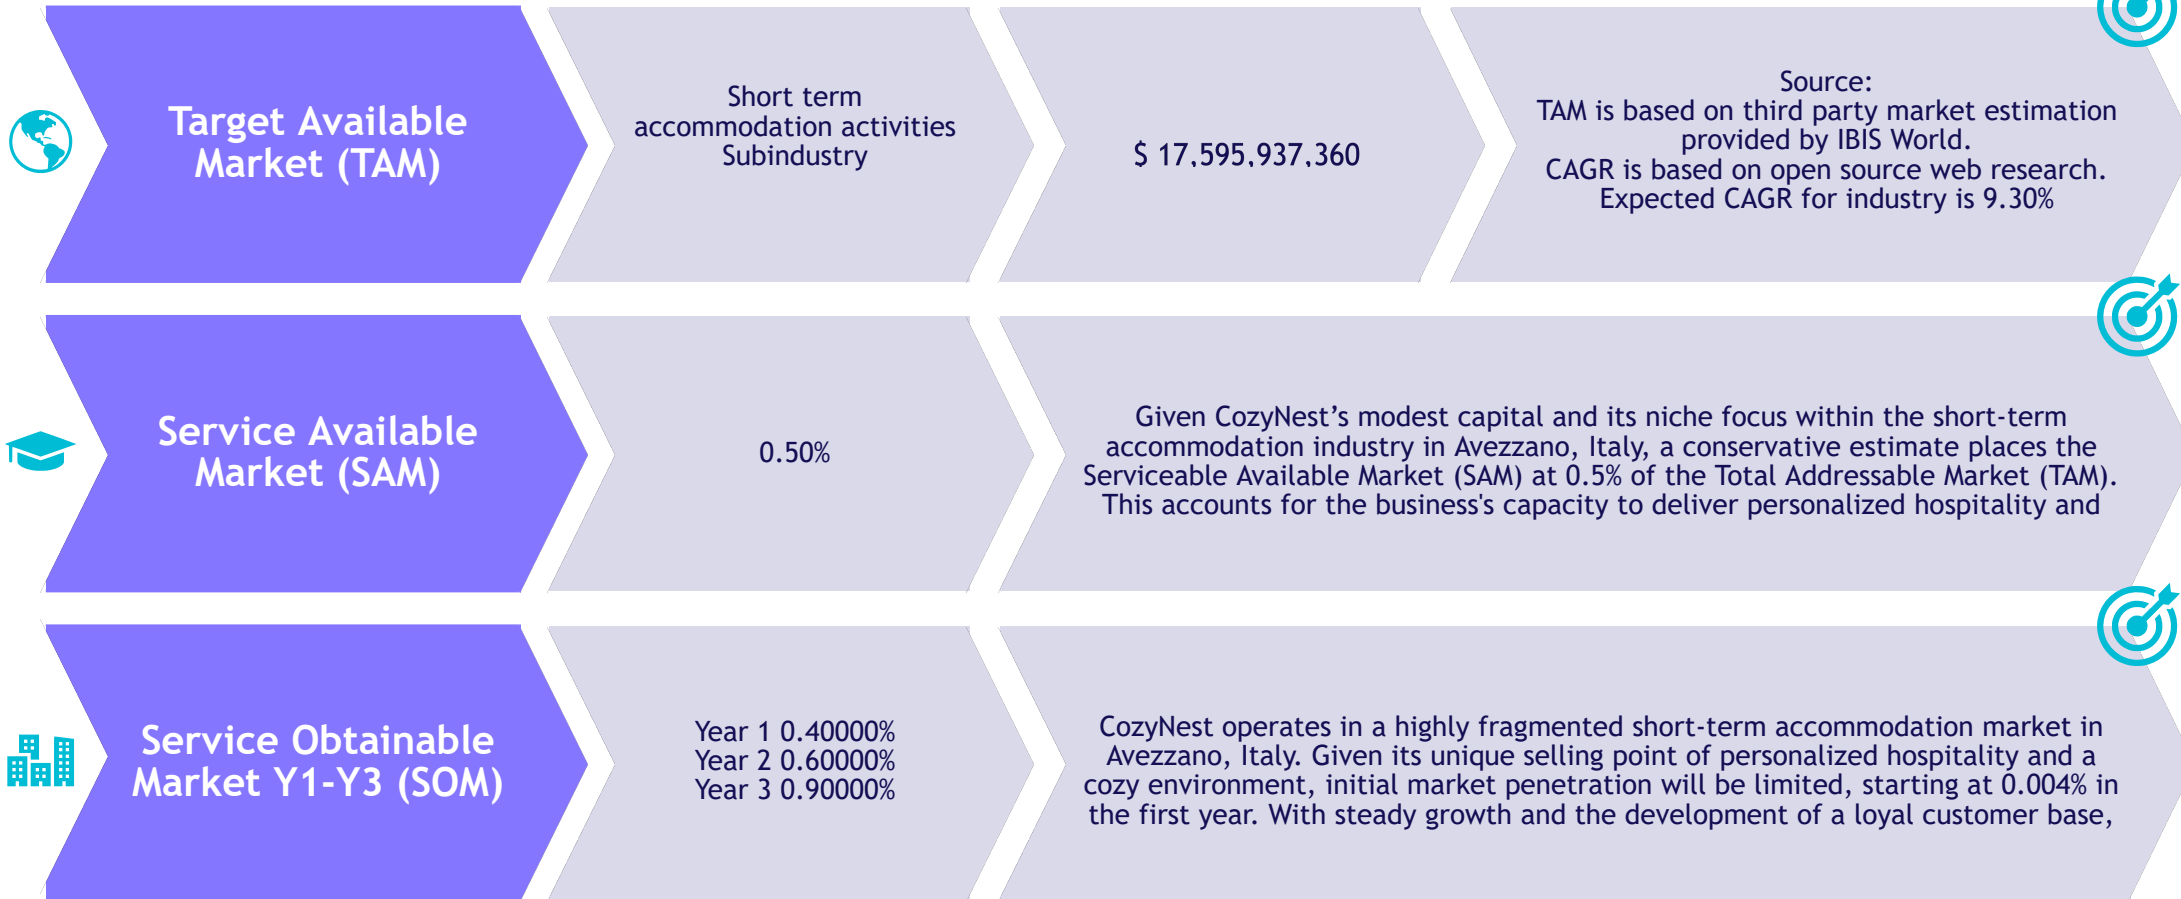 Target Available
Market (TAM)
Short term
accommodation activities
Subindustry
$ 17,595,937,360
Source:
TAM is based on third party market estimation
provided by IBIS World.
CAGR is based on open source web research.
Expected CAGR for industry is 9.30%
Service Available
Market (SAM)
0.50%
Given CozyNest’s modest capital and its niche focus within the short-term
accommodation industry in Avezzano, Italy, a conservative estimate places the
Serviceable Available Market (SAM) at 0.5% of the Total Addressable Market (TAM).
This accounts for the business's capacity to deliver personalized hospitality and
Service Obtainable
Market Y1-Y3 (SOM)
Year 1 0.40000%
Year 2 0.60000%
Year 3 0.90000%
CozyNest operates in a highly fragmented short-term accommodation market in
Avezzano, Italy. Given its unique selling point of personalized hospitality and a
cozy environment, initial market penetration will be limited, starting at 0.004% in
the first year. With steady growth and the development of a loyal customer base,